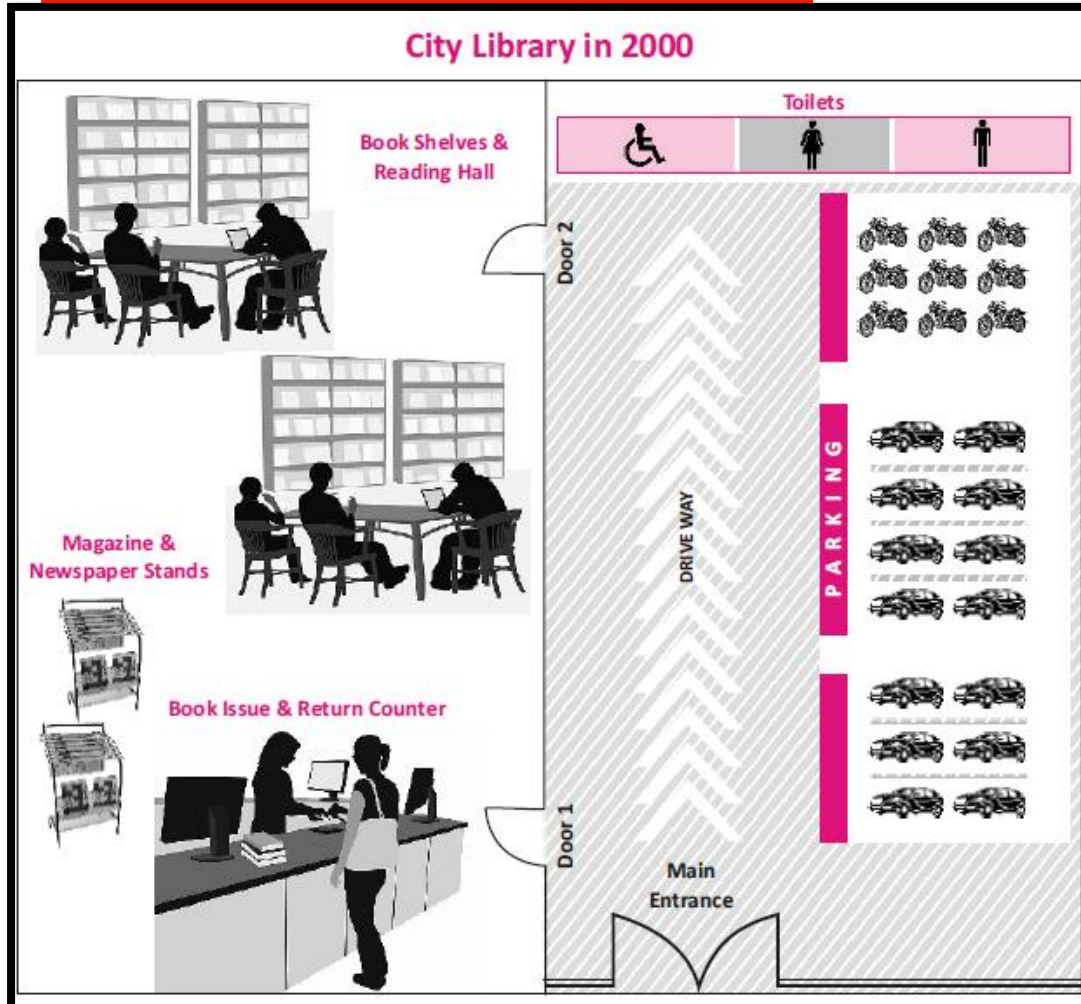 City Library in 2000
Book Shelves &
Reading Hall
Toilets
Door 2
Magazine &
Newspaper Stands
DRIVE WAY
PARKING
Book Issue & Return Counter
Door 1
Main
Entrance